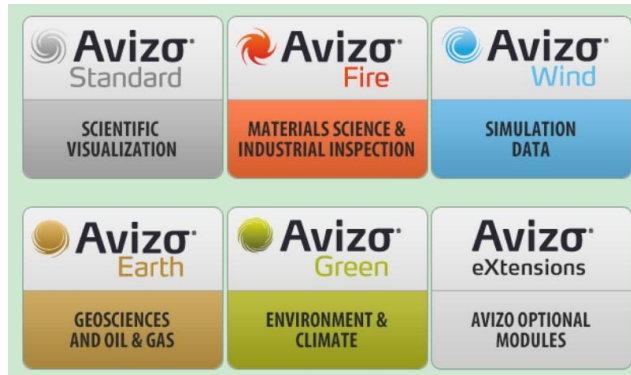 Avizo
Standard
SCIENTIFIC
VISUALIZATION
Avizo
Fire
MATERIALS SCIENCE &
INDUSTRIAL INSPECTION
Avizo
Wind
SIMULATION
DATA
Avizo
Earth
GEOSCIENCES
AND OIL & GAS
Avizo
Green
ENVIRONMENT &
CLIMATE
Avizo
eXtensions
AVIZO OPTIONAL
MODULES